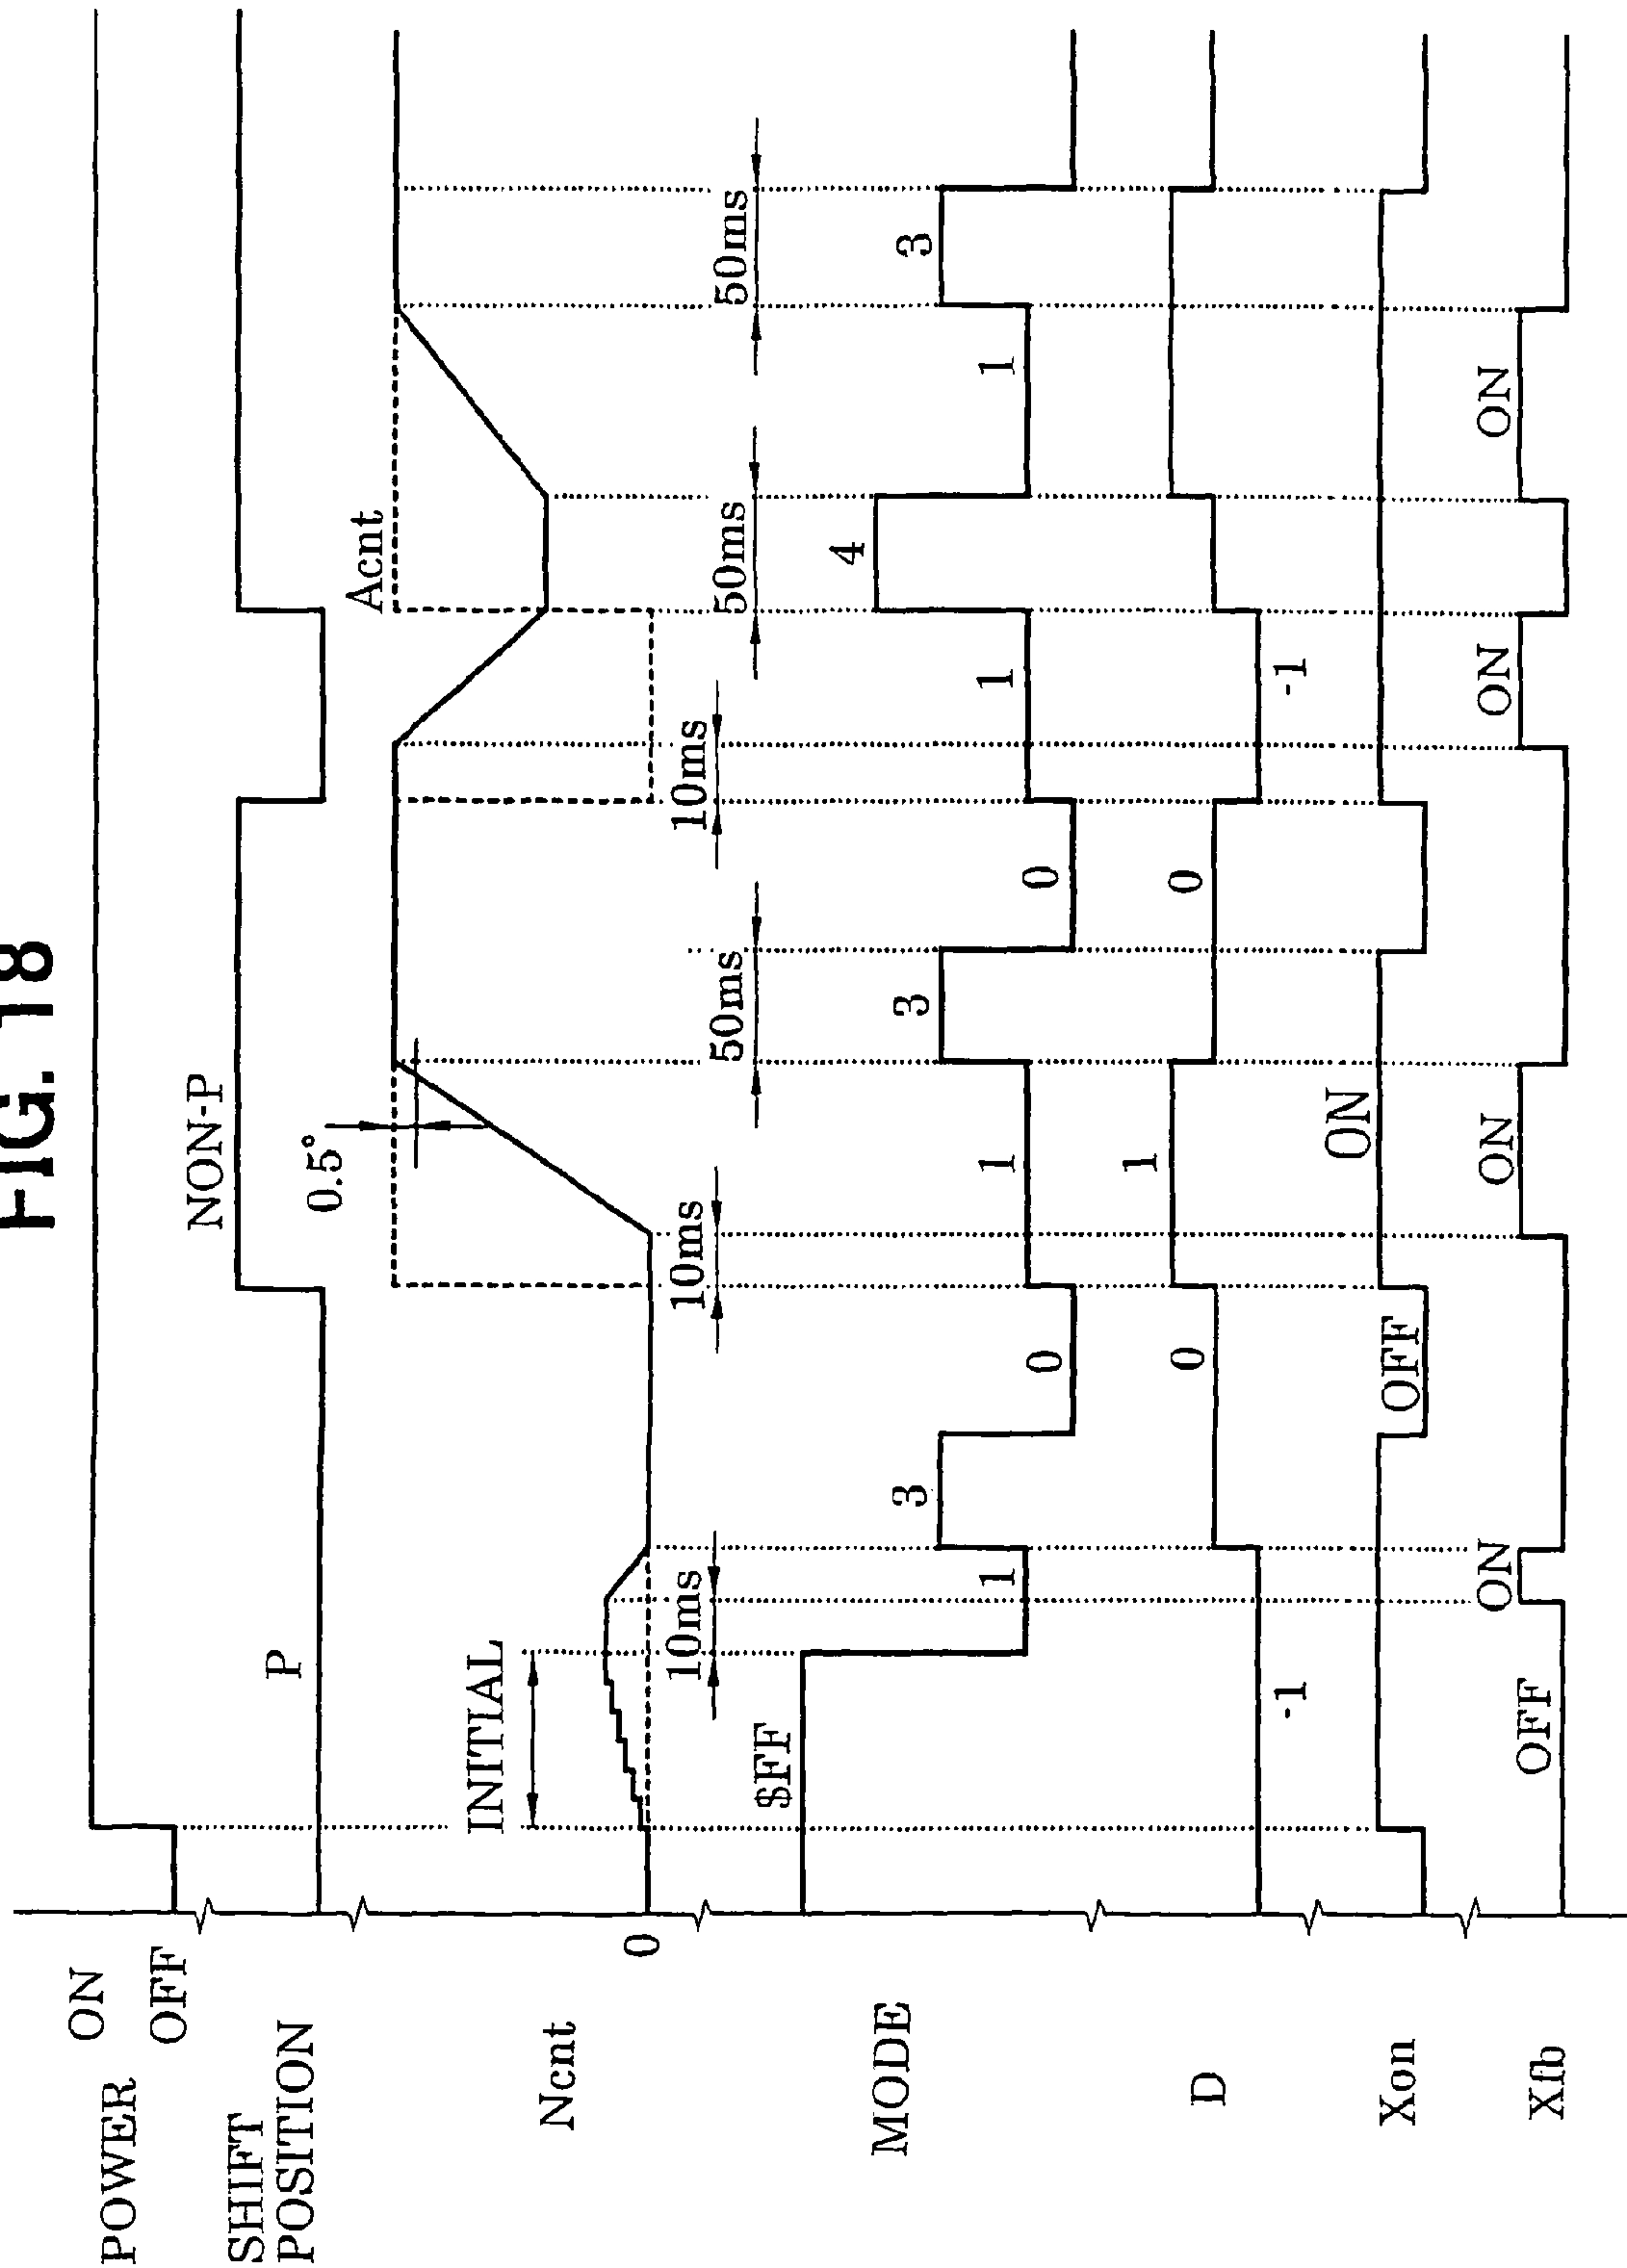 FIG. 18
POWER
ON
OFF
SHIFT
POSITION
P
NON-P
Ncnt
0
INITIAL
10ms
10ms
0.5°
50ms
10ms
Acnt
50ms
50ms
MODE
$FF
1
3
0
1
3
0
1
4
1
3
D
-1
0
1
0
-1
Xon
OFF
ON
Xfb
OFF
ON
ON
ON
ON